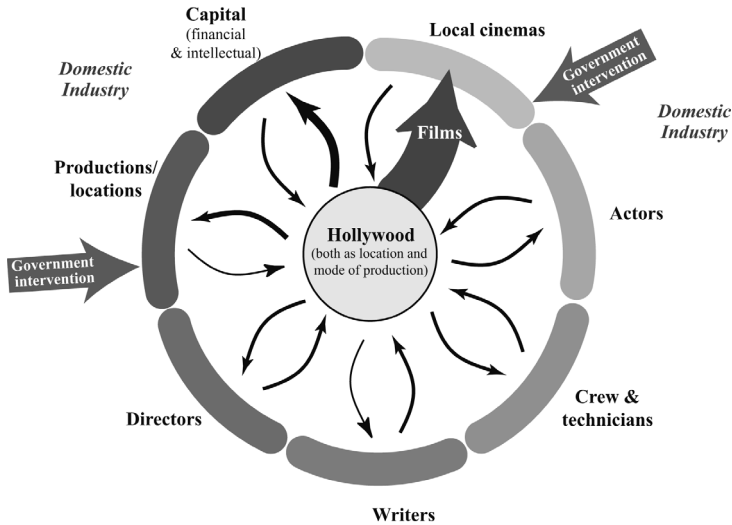 Capital
(financial
& intellectual)
Local cinemas
Government
intervention
Domestic
Industry
Domestic
Industry
Films
Productions/
locations
Actors
Hollywood
(both as location and
mode of production)
Government
intervention
Directors
Crew &
technicians
Writers